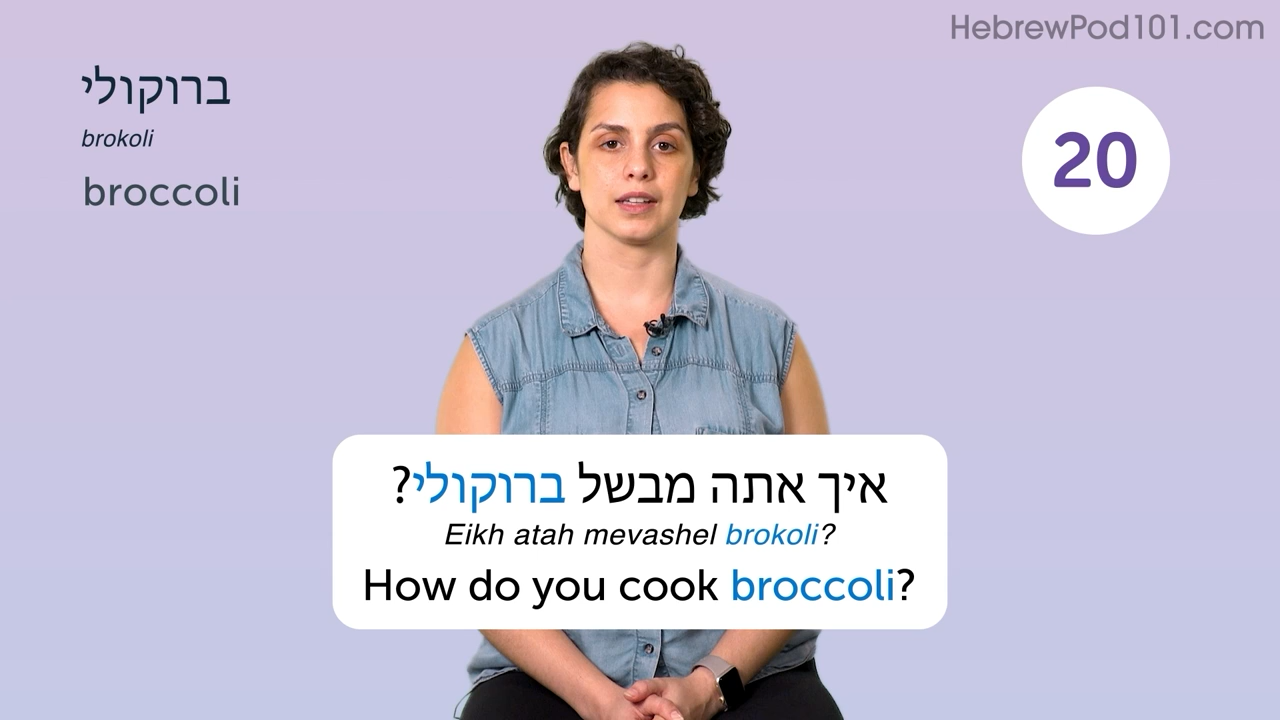 HebrewPod101.com
ברוקולי
brokoli
broccoli
20
איך אתה מבשל ברוקולי?
Eikh atah mevashel brokoli?
How do you cook broccoli?